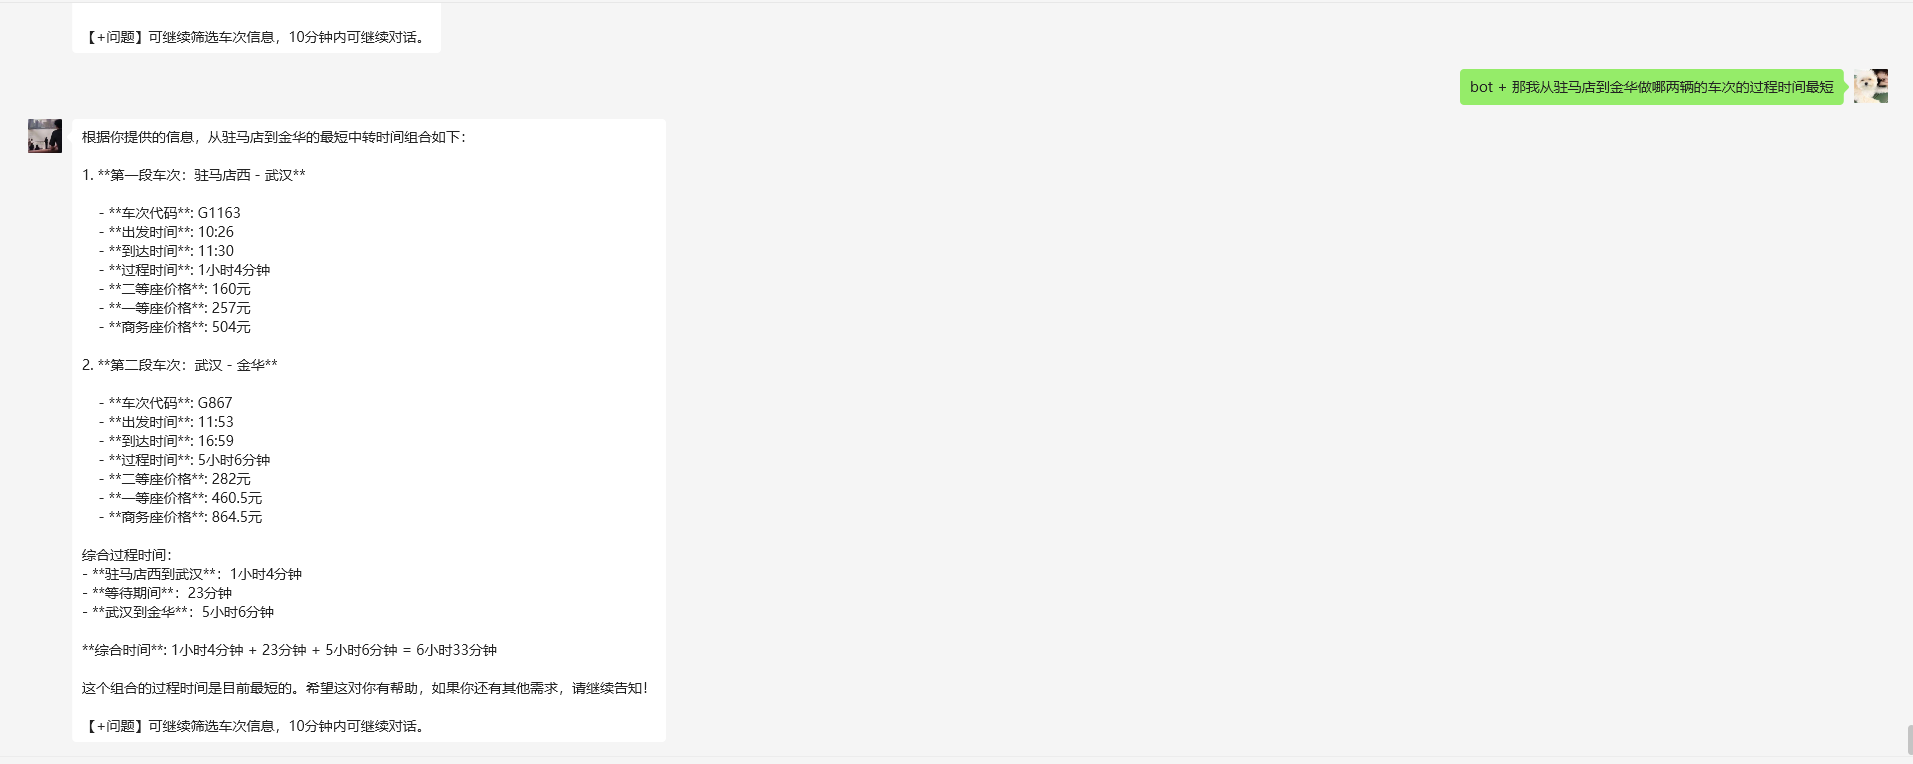 【+问题】可继续筛选车次信息，10分钟内可继续对话。
bot + 那我从驻马店到金华做哪两辆的车次的过程时间最短
根据你提供的信息，从驻马店到金华的最短中转时间组合如下：
1. **第一段车次：驻马店西 - 武汉**
- **车次代码**: G1163
- **出发时间**: 10:26
- **到达时间**: 11:30
- **过程时间**: 1小时4分钟
- **二等座价格**: 160元
- **一等座价格**: 257元
- **商务座价格**: 504元
2. **第二段车次：武汉 - 金华**
- **车次代码**: G867
- **出发时间**: 11:53
- **到达时间**: 16:59
- **过程时间**: 5小时6分钟
- **二等座价格**: 282元
- **一等座价格**: 460.5元
- **商务座价格**: 864.5元
综合过程时间：
- **驻马店西到武汉**：1小时4分钟
- **等待期间**：23分钟
- **武汉到金华**：5小时6分钟
**综合时间**: 1小时4分钟 + 23分钟 + 5小时6分钟 = 6小时33分钟
这个组合的过程时间是目前最短的。希望这对你有帮助，如果你还有其他需求，请继续告知！
【+问题】可继续筛选车次信息，10分钟内可继续对话。